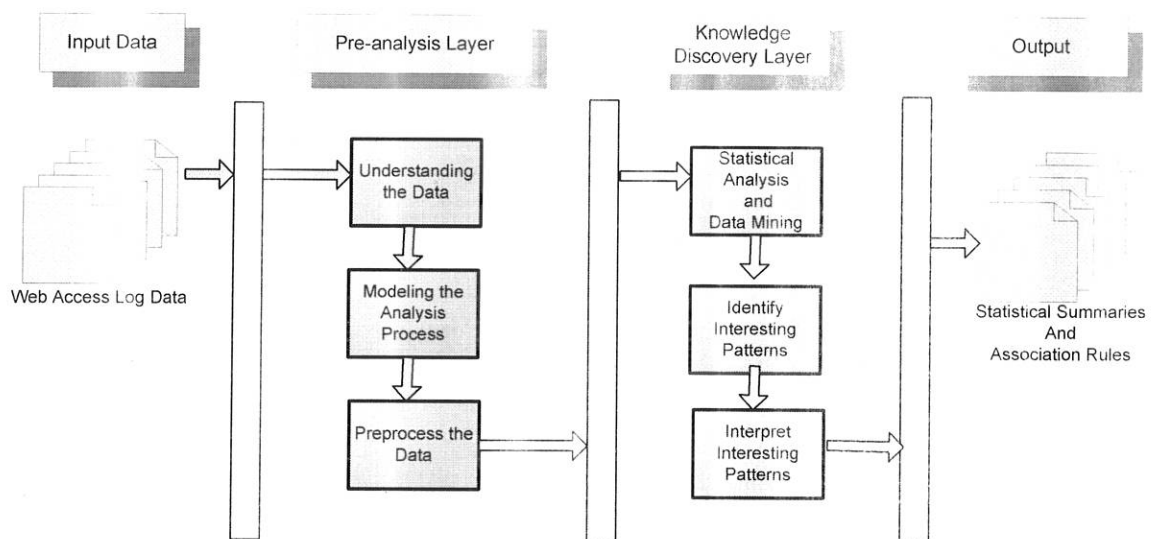 Input Data
Pre-analysis Layer
Knowledge
Discovery Layer
Output
Web Access Log Data
Understanding
the Data
Modeling the
Analysis
Process
Preprocess the
Data
Statistical
Analysis
and
Data Mining
Identify
Interesting
Patterns
Interpret
Interesting
Patterns
Statistical Summaries
And
Association Rules